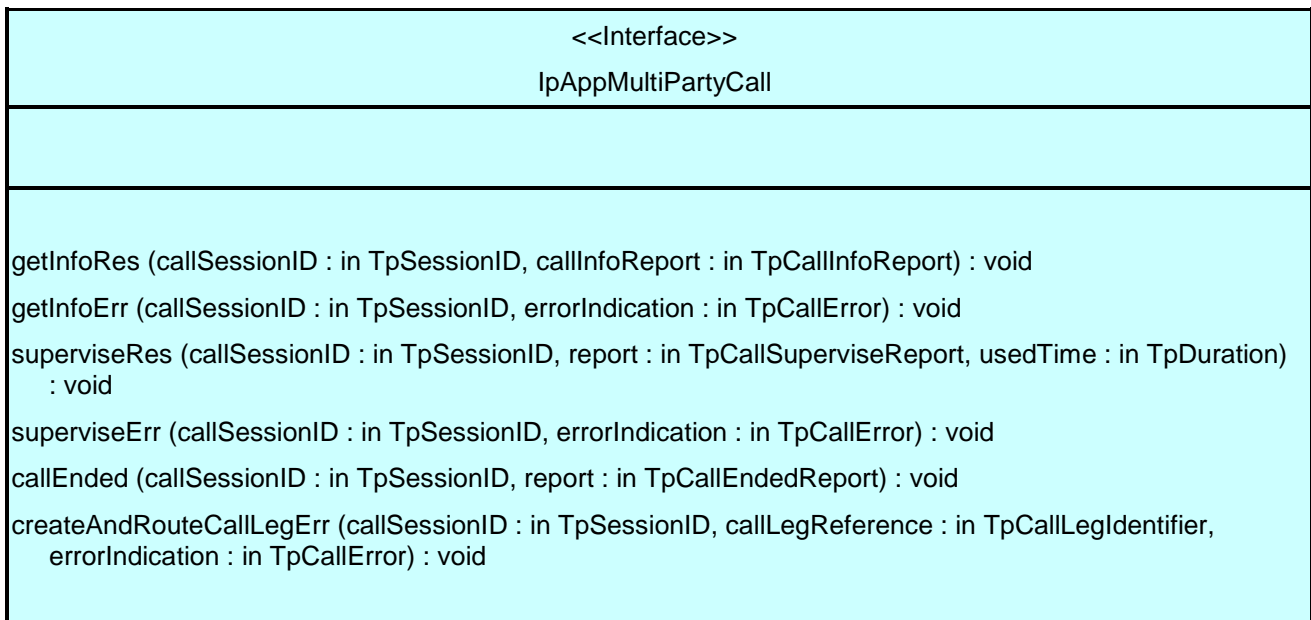 <<Interface>>
IpAppMultiPartyCall
getInfoRes (callSessionID : in TpSessionID, callInfoReport : in TpCallInfoReport) : void
getInfoErr (callSessionID : in TpSessionID, errorIndication : in TpCallError) : void
superviseRes (callSessionID : in TpSessionID, report : in TpCallSuperviseReport, usedTime : in TpDuration)
: void
superviseErr (callSessionID : in TpSessionID, errorIndication : in TpCallError) : void
callEnded (callSessionID : in TpSessionID, report : in TpCallEndedReport) : void
createAndRouteCallLegErr (callSessionID : in TpSessionID, callLegReference : in TpCallLegIdentifier,
errorIndication : in TpCallError) : void